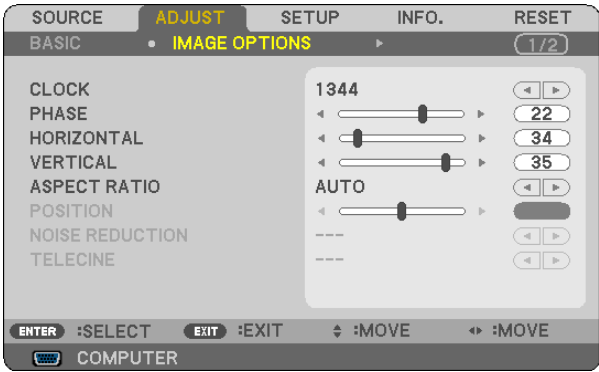 SOURCE ADJUST SETUP INFO. RESET
BASIC • IMAGE OPTIONS ▶ 1/2
CLOCK 1344 ◀ ▶
PHASE ◀ ▶ 22
HORIZONTAL ◀ ▶ 34
VERTICAL ◀ ▶ 35
ASPECT RATIO AUTO ◀ ▶
POSITION ◀ ▶
NOISE REDUCTION --- ◀ ▶
TELECINE --- ◀ ▶
ENTER :SELECT EXIT :EXIT ♦ :MOVE ◀▶ :MOVE
COMPUTER